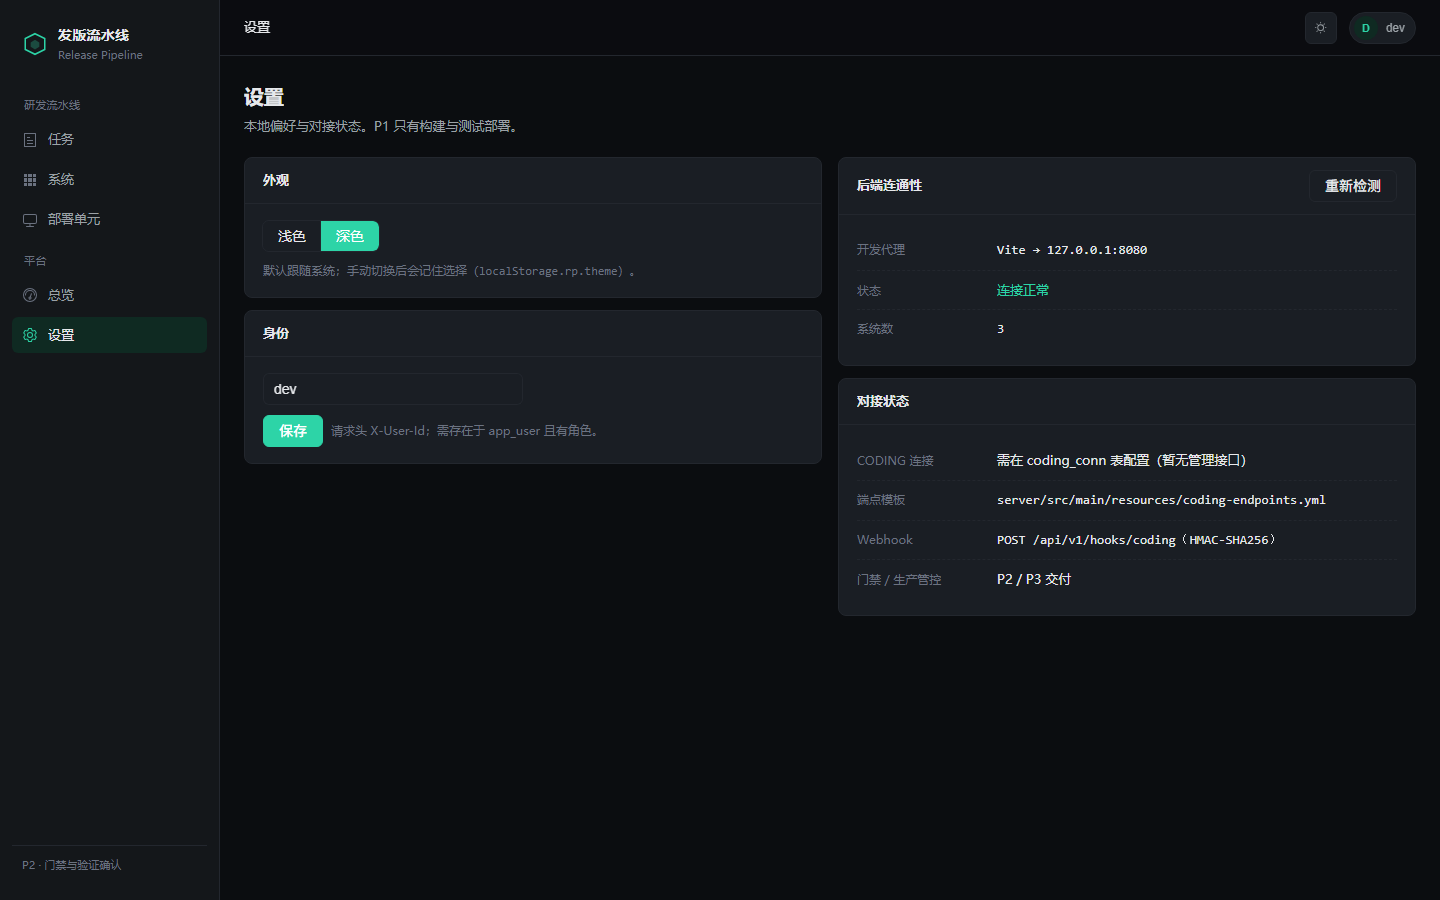 发版流水线
Release Pipeline
研发流水线
任务
系统
部署单元
平台
总览
设置
P2 · 门禁与验证确认
设置
D dev
设置
本地偏好与对接状态。P1 只有构建与测试部署。
外观
浅色 深色
默认跟随系统；手动切换后会记住选择（localStorage.rp.theme）。
身份
dev
保存 请求头 X-User-Id；需存在于 app_user 且有角色。
后端连通性 重新检测
开发代理 Vite → 127.0.0.1:8080
状态 连接正常
系统数 3
对接状态
CODING 连接 需在 coding_conn 表配置（暂无管理接口）
端点模板 server/src/main/resources/coding-endpoints.yml
Webhook POST /api/v1/hooks/coding（HMAC-SHA256）
门禁 / 生产管控 P2 / P3 交付